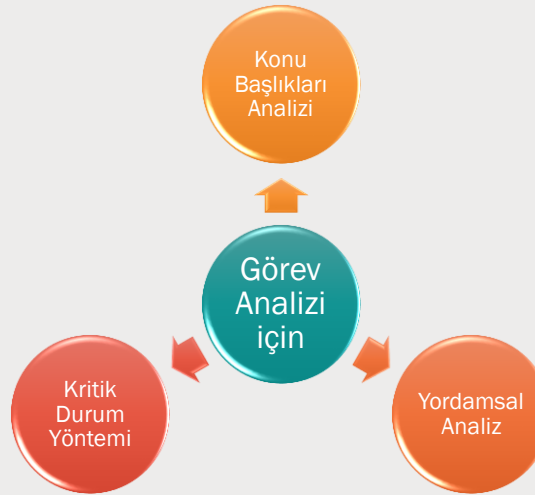 Konu
Başlıkları
Analizi
Görev
Analizi
için
Kritik
Durum
Yöntemi
Yordamsal
Analiz